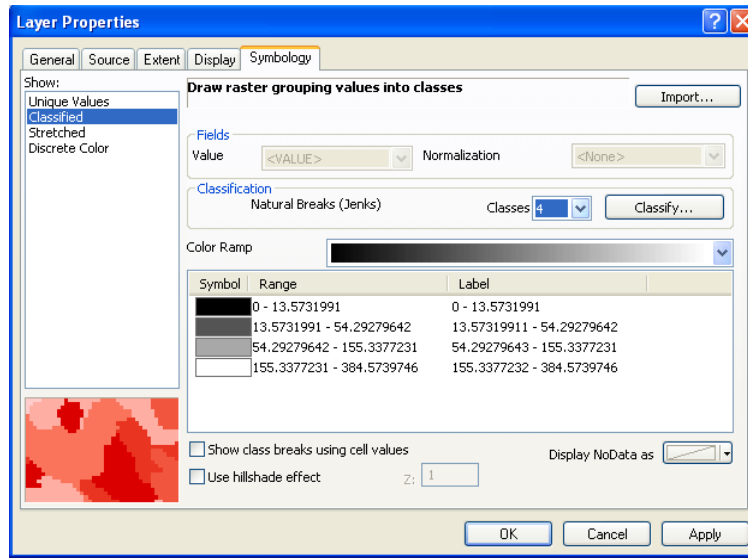 Layer Properties
General Source Extent Display Symbology
Show:
Unique Values
Classified
Stretched
Discrete Color
Draw raster grouping values into classes
Import...
Fields
Value <VALUE> Normalization <None>
Classification
Natural Breaks (Jenks) Classes 4 Classify...
Color Ramp
Symbol Range Label
0 - 13.5731991 0 - 13.5731991
13.5731991 - 54.29279642 13.57319911 - 54.29279642
54.29279642 - 155.3377231 54.29279643 - 155.3377231
155.3377231 - 384.5739746 155.3377232 - 384.5739746
Show class breaks using cell values
Display NoData as
Use hillshade effect Z: 1
OK Cancel Apply